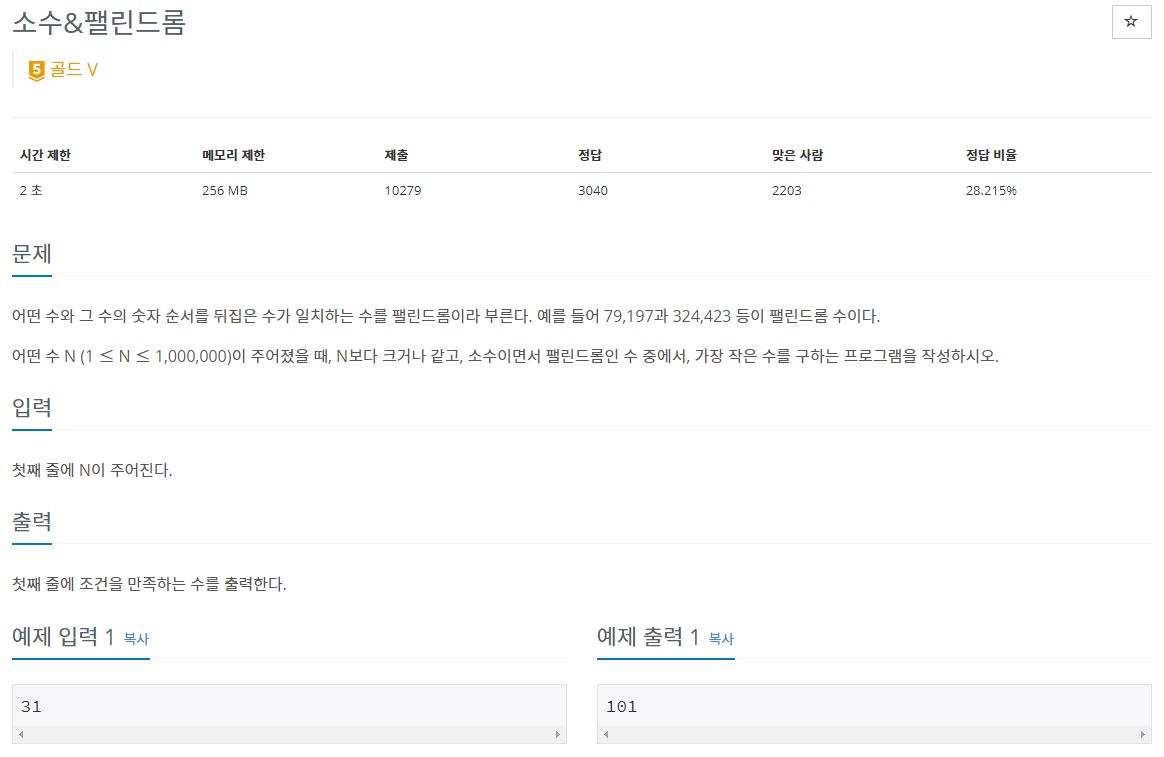 소수&팰린드롬
☆
5 골드 V
시간 제한 메모리 제한 제출 정답 맞은 사람 정답 비율
2 초 256 MB 10279 3040 2203 28.215%
문제
어떤 수와 그 수의 숫자 순서를 뒤집은 수가 일치하는 수를 팰린드롬이라 부른다. 예를 들어 79,197과 324,423 등이 팰린드롬 수이다.
어떤 수 N (1 ≤ N ≤ 1,000,000)이 주어졌을 때, N보다 크거나 같고, 소수이면서 팰린드롬인 수 중에서, 가장 작은 수를 구하는 프로그램을 작성하시오.
입력
첫째 줄에 N이 주어진다.
출력
첫째 줄에 조건을 만족하는 수를 출력한다.
예제 입력 1 복사
31
예제 출력 1 복사
101